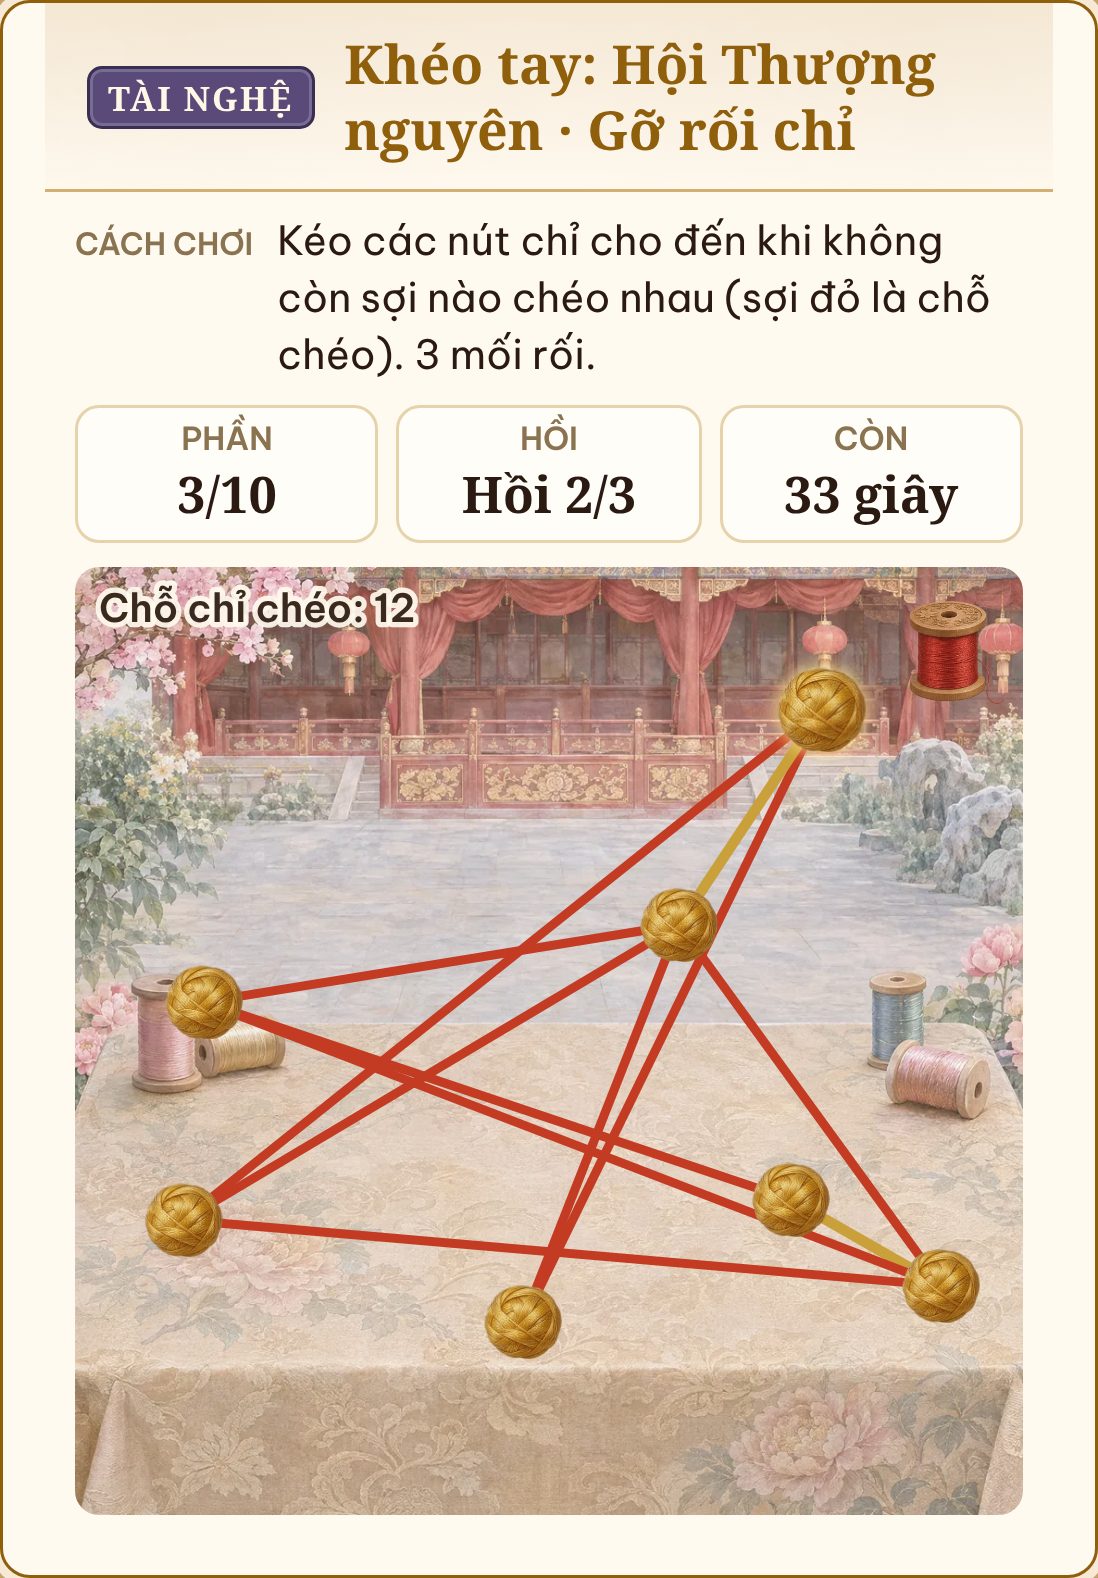 TÀI NGHỆ
Khéo tay: Hội Thượng
nguyên · Gỡ rối chỉ
CÁCH CHƠI
Kéo các nút chỉ cho đến khi không
còn sợi nào chéo nhau (sợi đỏ là chỗ
chéo). 3 mối rối.
PHẦN
3/10
HỒI
Hồi 2/3
CÒN
33 giây
Chỗ chỉ chéo: 12